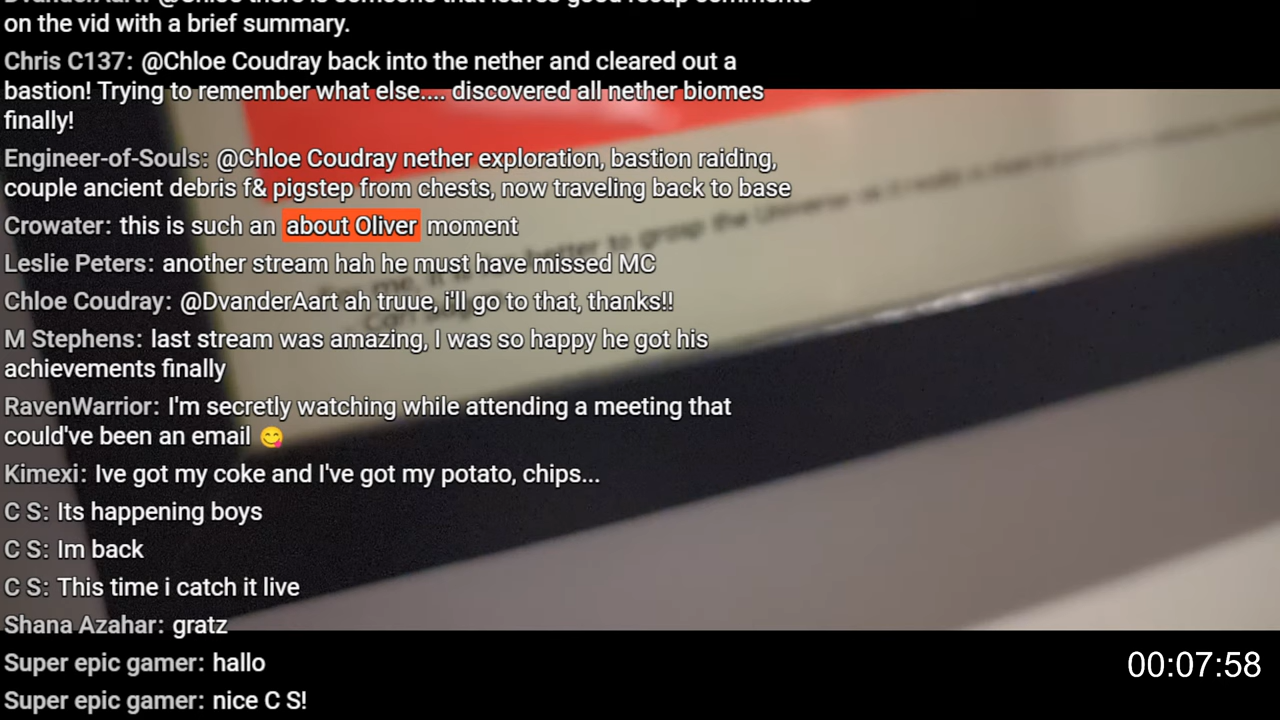 on the vid with a brief summary.
Chris C137: @Chloe Coudray back into the nether and cleared out a
bastion! Trying to remember what else.... discovered all nether biomes
finally!
Engineer-of-Souls: @Chloe Coudray nether exploration, bastion raiding,
couple ancient debris f& pigstep from chests, now traveling back to base
Crowater: this is such an about Oliver moment
Leslie Peters: another stream hah he must have missed MC
Chloe Coudray: @DvanderAart ah truue, i'll go to that, thanks!!
M Stephens: last stream was amazing, I was so happy he got his
achievements finally
RavenWarrior: I'm secretly watching while attending a meeting that
could've been an email 😋
Kimexi: Ive got my coke and I've got my potato, chips...
C S: Its happening boys
C S: Im back
C S: This time i catch it live
Shana Azahar: gratz
Super epic gamer: hallo
Super epic gamer: nice C S!
00:07:58
to grasp the Universe as it